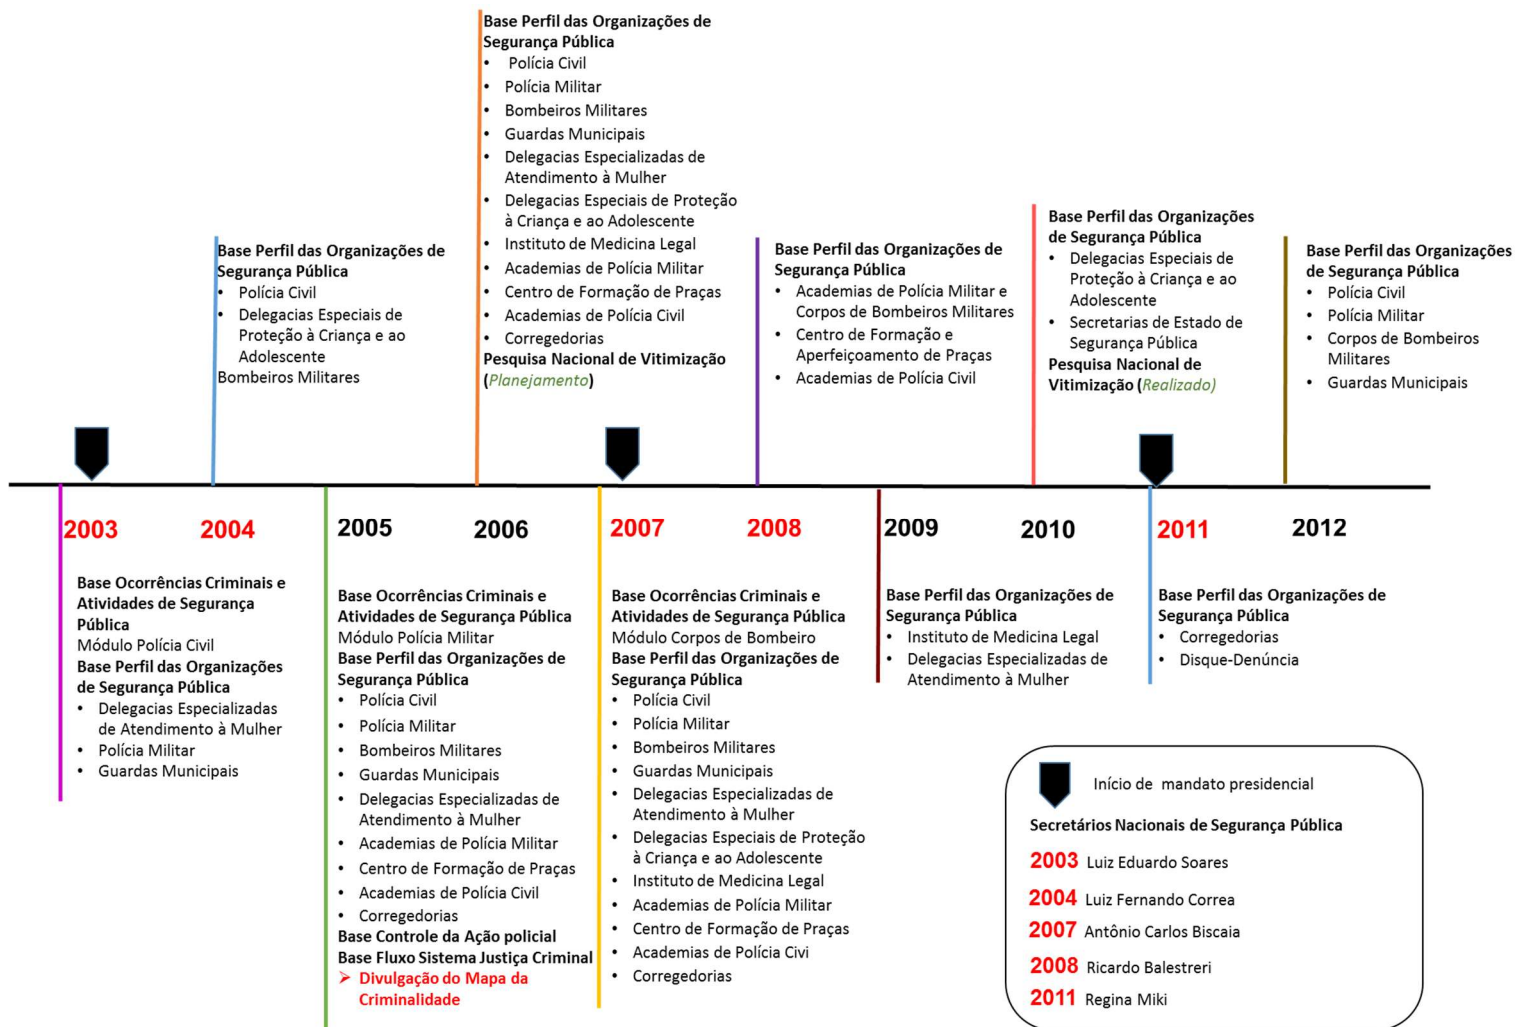 Base Perfil das Organizações de
Segurança Pública
• Polícia Civil
• Polícia Militar
• Bombeiros Militares
• Guardas Municipais
• Delegacias Especializadas de
Atendimento à Mulher
• Delegacias Especiais de Proteção
à Criança e ao Adolescente
• Instituto de Medicina Legal
• Academias de Polícia Militar
• Centro de Formação de Praças
• Academias de Polícia Civil
• Corregedorias
Pesquisa Nacional de Vitimização
(Planejamento)
Base Perfil das Organizações de
Segurança Pública
• Polícia Civil
• Delegacias Especiais de
Proteção à Criança e ao
Adolescente
Bombeiros Militares
Base Perfil das Organizações de
Segurança Pública
• Academias de Polícia Militar e
Corpos de Bombeiros Militares
• Centro de Formação e
Aperfeiçoamento de Praças
• Academias de Polícia Civil
Base Perfil das Organizações
de Segurança Pública
• Delegacias Especiais de
Proteção à Criança e ao
Adolescente
• Secretarias de Estado de
Segurança Pública
Pesquisa Nacional de
Vitimização (Realizado)
Base Perfil das Organizações
de Segurança Pública
• Polícia Civil
• Polícia Militar
• Corpos de Bombeiros
Militares
• Guardas Municipais
2003 2004 2005 2006 2007 2008 2009 2010 2011 2012
Base Ocorrências Criminais e
Atividades de Segurança
Pública
Módulo Polícia Civil
Base Perfil das Organizações
de Segurança Pública
• Delegacias Especializadas
de Atendimento à Mulher
• Polícia Militar
• Guardas Municipais
Base Ocorrências Criminais e
Atividades de Segurança Pública
Módulo Polícia Militar
Base Perfil das Organizações de
Segurança Pública
• Polícia Civil
• Polícia Militar
• Bombeiros Militares
• Guardas Municipais
• Delegacias Especializadas de
Atendimento à Mulher
• Academias de Polícia Militar
• Centro de Formação de Praças
• Academias de Polícia Civil
• Corregedorias
Base Controle da Ação policial
Base Fluxo Sistema Justiça Criminal
➢ Divulgação do Mapa da
Criminalidade
Base Ocorrências Criminais e
Atividades de Segurança Pública
Módulo Corpos de Bombeiro
Base Perfil das Organizações de
Segurança Pública
• Polícia Civil
• Polícia Militar
• Bombeiros Militares
• Guardas Municipais
• Delegacias Especializadas de
Atendimento à Mulher
• Delegacias Especiais de Proteção
à Criança e ao Adolescente
• Instituto de Medicina Legal
• Academias de Polícia Militar
• Centro de Formação de Praças
• Academias de Polícia Civi
• Corregedorias
Base Perfil das Organizações de
Segurança Pública
• Instituto de Medicina Legal
• Delegacias Especializadas de
Atendimento à Mulher
Base Perfil das Organizações de
Segurança Pública
• Corregedorias
• Disque-Denúncia
Início de mandato presidencial
Secretários Nacionais de Segurança Pública
2003 Luiz Eduardo Soares
2004 Luiz Fernando Correa
2007 Antônio Carlos Biscaia
2008 Ricardo Balestreri
2011 Regina Miki